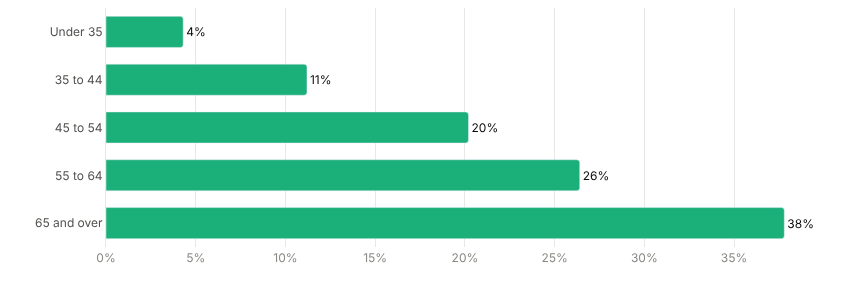 Under 35 4%
35 to 44 11%
45 to 54 20%
55 to 64 26%
65 and over 38%
0% 5% 10% 15% 20% 25% 30% 35%